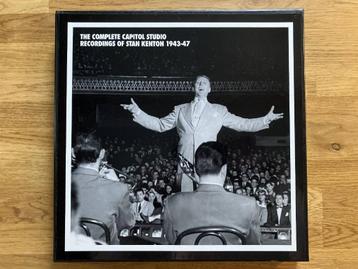 THE COMPLETE CAPITOL STUDIO
RECORDINGS OF STAN KENTON 1943-47